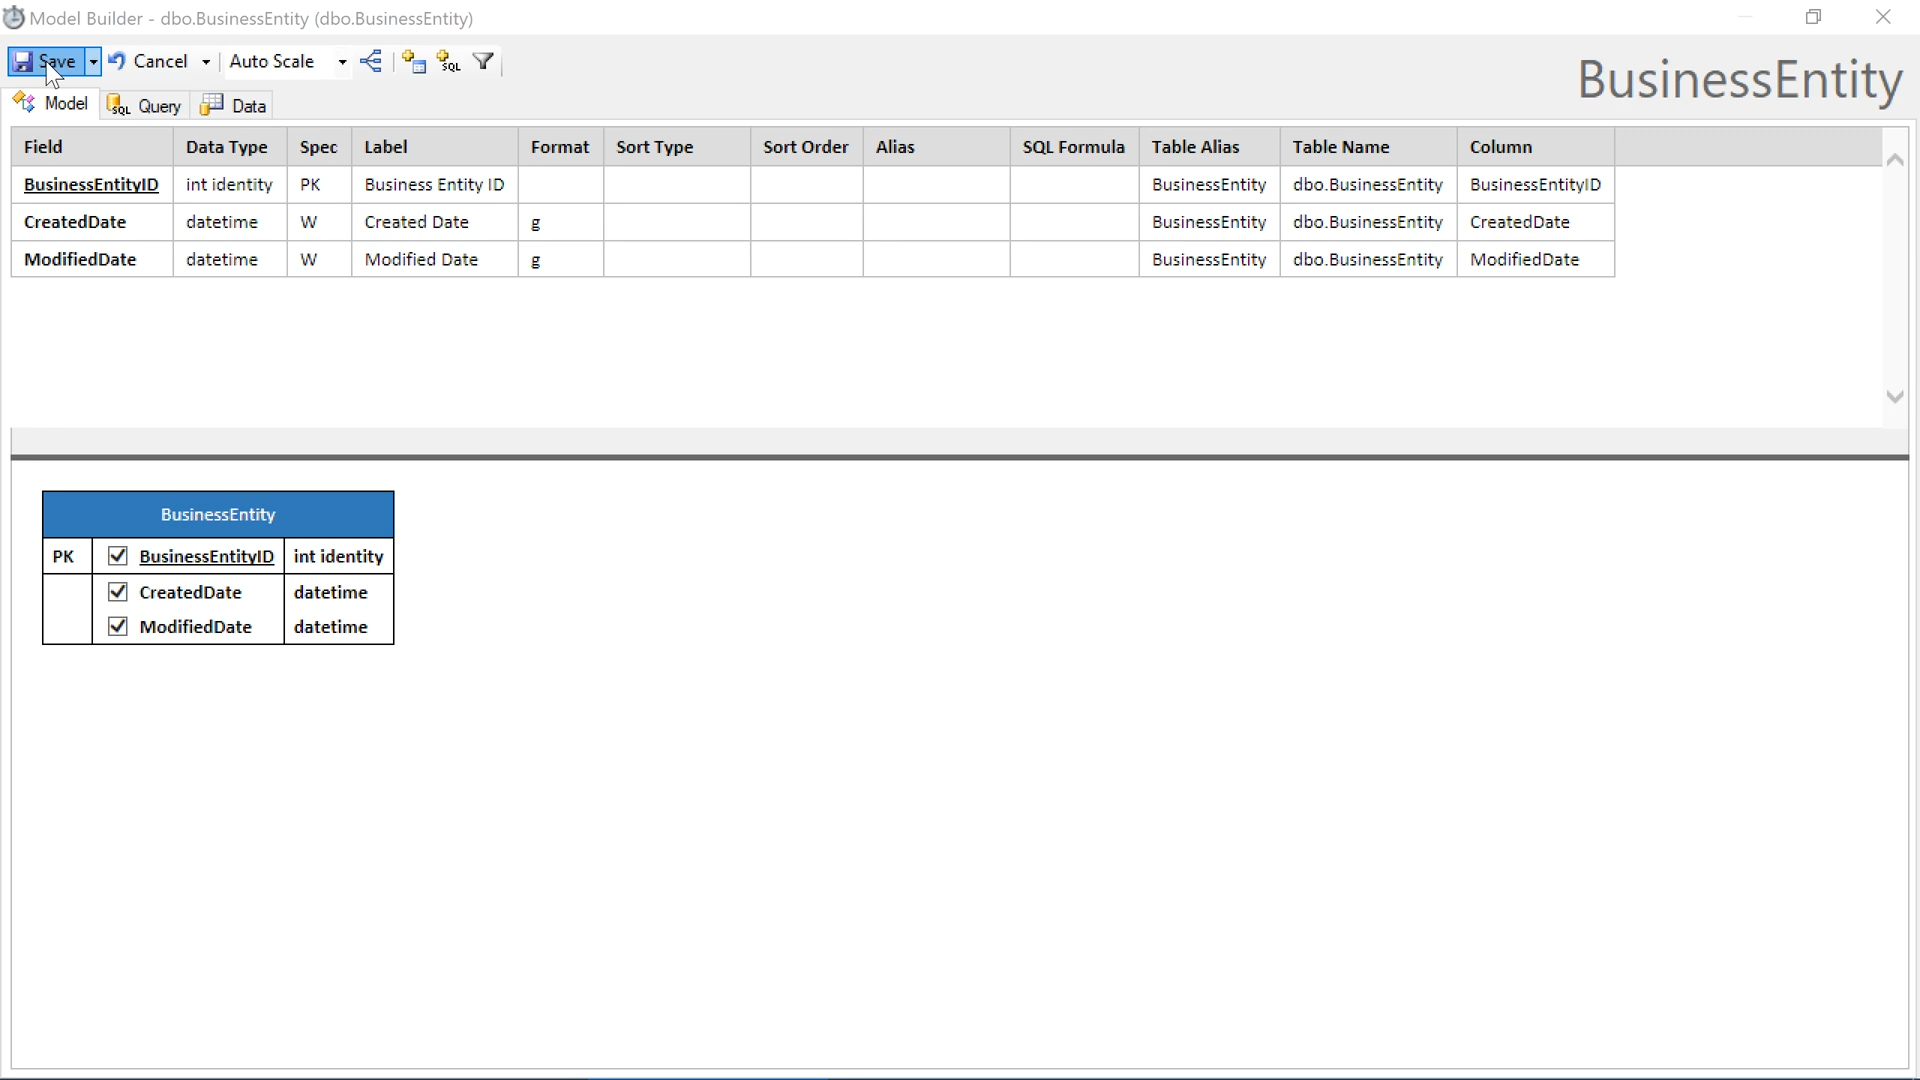 Model Builder - dbo.BusinessEntity (dbo.BusinessEntity)
Save Cancel Auto Scale SQL
BusinessEntity
Model SQL Query Data
Field Data Type Spec Label Format Sort Type Sort Order Alias SQL Formula Table Alias Table Name Column
BusinessEntityID int identity PK Business Entity ID BusinessEntity dbo.BusinessEntity BusinessEntityID
CreatedDate datetime W Created Date g BusinessEntity dbo.BusinessEntity CreatedDate
ModifiedDate datetime W Modified Date g BusinessEntity dbo.BusinessEntity ModifiedDate
BusinessEntity
PK BusinessEntityID int identity
CreatedDate datetime
ModifiedDate datetime